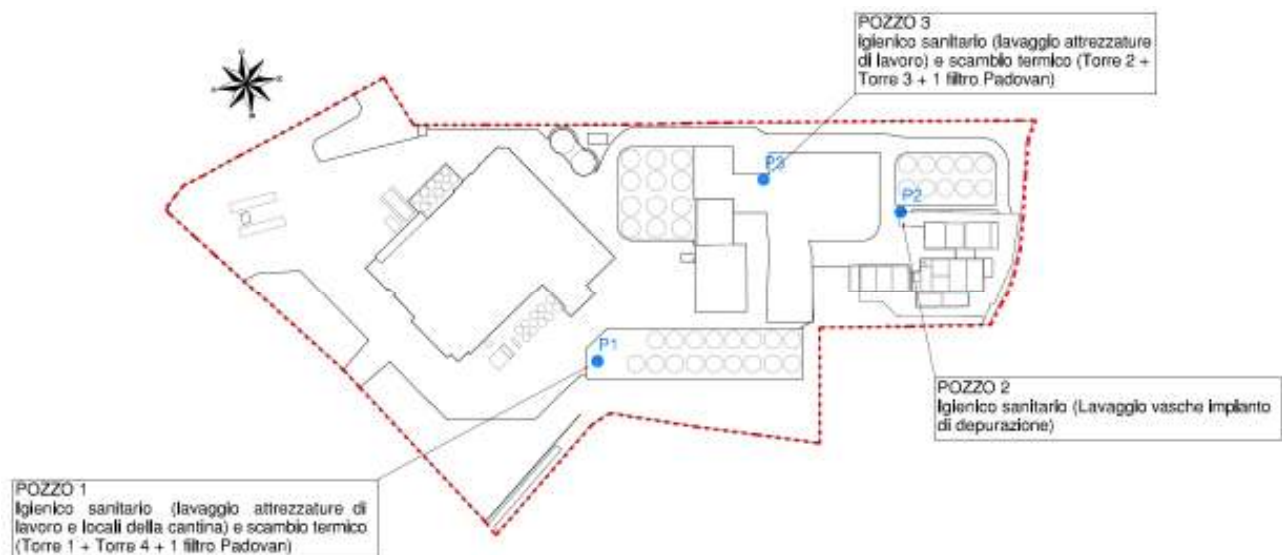 POZZO 3
Igienico sanitario (lavaggio attrezzature
di lavoro) e scambio termico (Torre 2 +
Torre 3 + 1 filtro Padovan)
P3
P2
P1
POZZO 2
Igienico sanitario (Lavaggio vasche impianto
di depurazione)
POZZO 1
Igienico sanitario (lavaggio attrezzature di
lavoro e locali della cantina) e scambio termico
(Torre 1 + Torre 4 + 1 filtro Padovan)